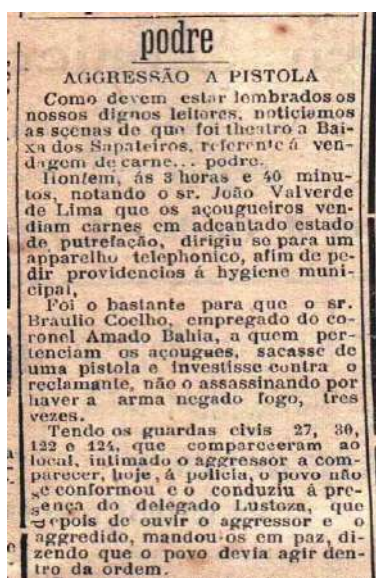 podre
AGGRESSÃO A PISTOLA
Como devem estar lembrados os
nossos dignos leitores, noticiamos
as scenas de que foi theatro a Bai-
xa dos Sapateiros, referente á ven-
dagem de carne... podre.
Hontem, ás 3 horas e 40 minu-
tos, notando o sr. João Valverde
de Lima que os açougueiros ven-
diam carnes em adeantado estado
de putrefação, dirigiu se para um
apparelho telephonico, afim de pe-
dir providencios á hygiene muni-
cipal,
Foi o bastante para que o sr.
Braulio Coelho, empregado do co-
ronel Amado Bahia, a quem per-
tenciam os açougues, sacasse de
uma pistola e investisse contra o
reclamante, não o assassinando por
haver a arma negado fogo, tres
vezes.
Tendo os guardas civis 27, 30,
122 e 124, que compareceram ao
local, intimado o aggressor a com-
parecer, hoje, á policia, o povo não
se conformou e o conduziu á pre-
sença do delegado Lustoza, que
depois de ouvir o aggressor e o
aggredido, mandou-os em paz, di-
zendo que o povo devia agir den-
tro da ordem.